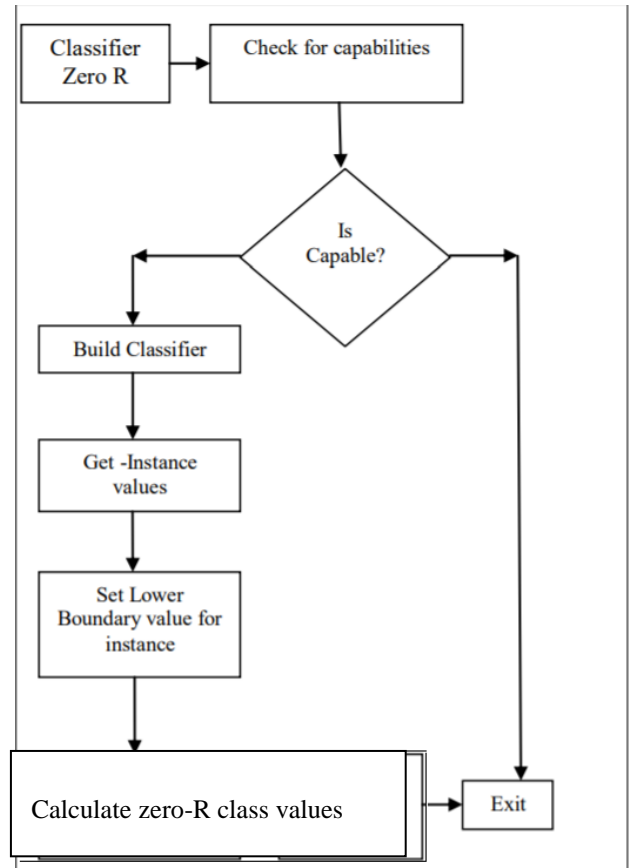 Classifier
Zero R
Check for capabilities
Is
Capable?
Build Classifier
Get -Instance
values
Set Lower
Boundary value for
instance
Calculate zero-R class values
Exit